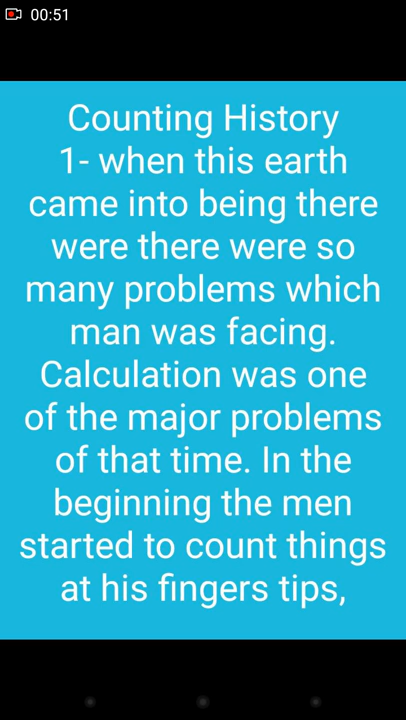 00:51
Counting History
1- when this earth
came into being there
were there were so
many problems which
man was facing.
Calculation was one
of the major problems
of that time. In the
beginning the men
started to count things
at his fingers tips,